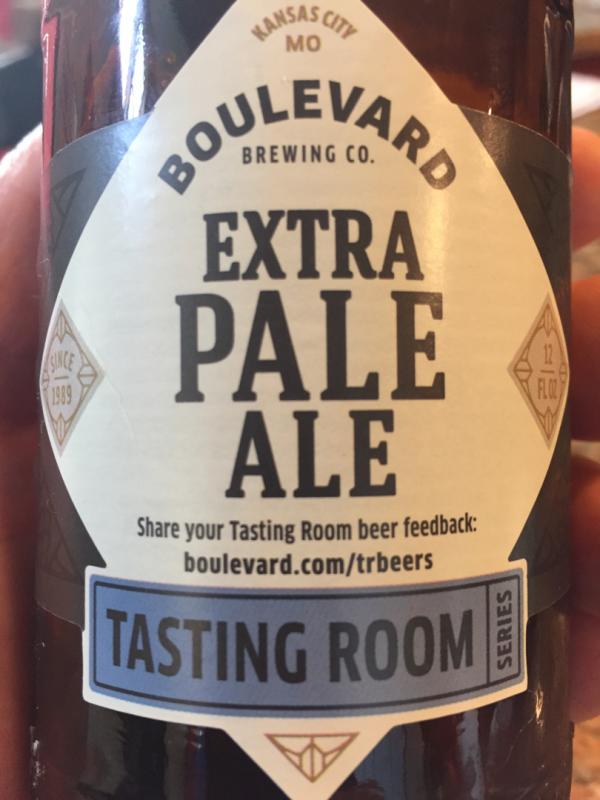 KANSAS CITY
MO
BOULEVARD
BREWING CO.
EXTRA
PALE
ALE
SINCE
1989
12
FL OZ
Share your Tasting Room beer feedback:
boulevard.com/trbeers
TASTING ROOM
SERIES